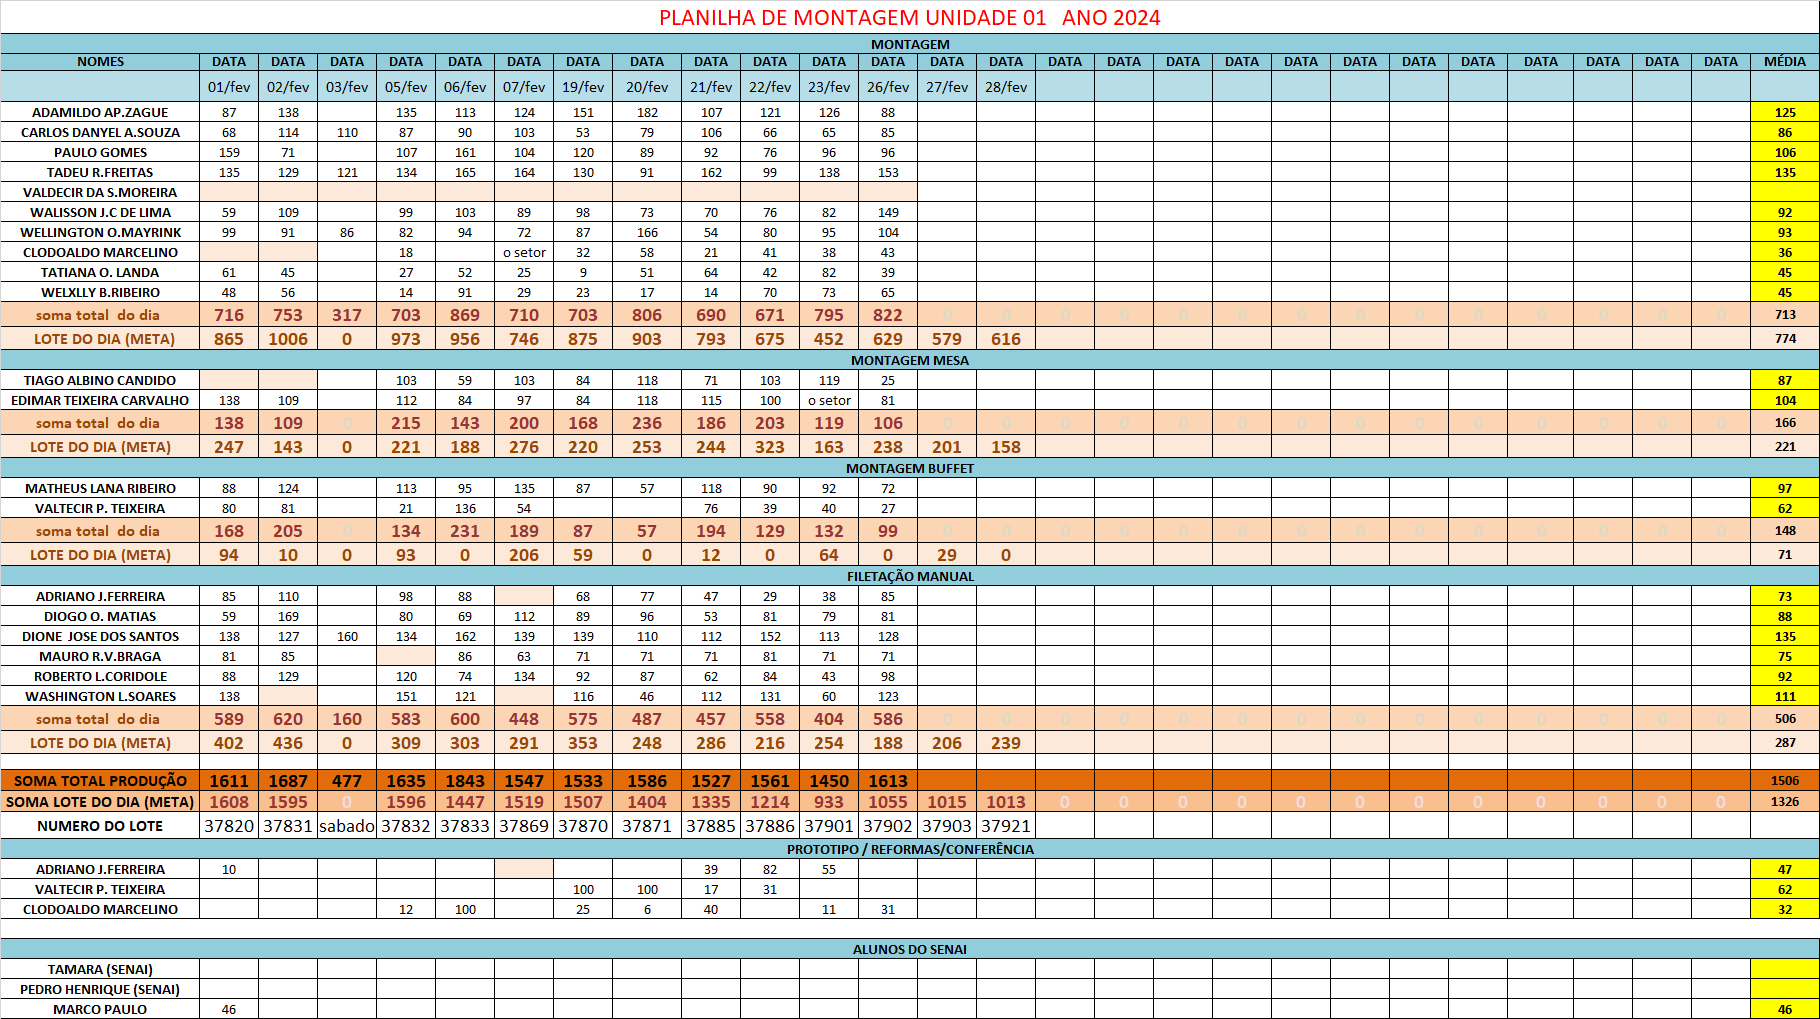 PLANILHA DE MONTAGEM UNIDADE 01 ANO 2024
MONTAGEM
NOMES DATA DATA DATA DATA DATA DATA DATA DATA DATA DATA DATA DATA DATA DATA DATA DATA DATA DATA DATA DATA DATA DATA DATA DATA DATA DATA MÉDIA
01/fev 02/fev 03/fev 05/fev 06/fev 07/fev 19/fev 20/fev 21/fev 22/fev 23/fev 26/fev 27/fev 28/fev
ADAMILDO AP.ZAGUE 87 138 135 113 124 151 182 107 121 126 88 125
CARLOS DANYEL A.SOUZA 68 114 110 87 90 103 53 79 106 66 65 85 86
PAULO GOMES 159 71 107 161 104 120 89 92 76 96 96 106
TADEU R.FREITAS 135 129 121 134 165 164 130 91 162 99 138 153 135
VALDECIR DA S.MOREIRA
WALISSON J.C DE LIMA 59 109 99 103 89 98 73 70 76 82 149 92
WELLINGTON O.MAYRINK 99 91 86 82 94 72 87 166 54 80 95 104 93
CLODOALDO MARCELINO 18 o setor 32 58 21 41 38 43 36
TATIANA O. LANDA 61 45 27 52 25 9 51 64 42 82 39 45
WELXLLY B.RIBEIRO 48 56 14 91 29 23 17 14 70 73 65 45
soma total do dia 716 753 317 703 869 710 703 806 690 671 795 822 0 0 0 0 0 0 0 0 0 0 0 0 0 0 713
LOTE DO DIA (META) 865 1006 0 973 956 746 875 903 793 675 452 629 579 616 774
MONTAGEM MESA
TIAGO ALBINO CANDIDO 103 59 103 84 118 71 103 119 25 87
EDIMAR TEIXEIRA CARVALHO 138 109 112 84 97 84 118 115 100 o setor 81 104
soma total do dia 138 109 0 215 143 200 168 236 186 203 119 106 0 0 0 0 0 0 0 0 0 0 0 0 0 0 166
LOTE DO DIA (META) 247 143 0 221 188 276 220 253 244 323 163 238 201 158 221
MONTAGEM BUFFET
MATHEUS LANA RIBEIRO 88 124 113 95 135 87 57 118 90 92 72 97
VALTECIR P. TEIXEIRA 80 81 21 136 54 76 39 40 27 62
soma total do dia 168 205 0 134 231 189 87 57 194 129 132 99 0 0 0 0 0 0 0 0 0 0 0 0 0 0 148
LOTE DO DIA (META) 94 10 0 93 0 206 59 0 12 0 64 0 29 0 71
FILETAÇÃO MANUAL
ADRIANO J.FERREIRA 85 110 98 88 68 77 47 29 38 85 73
DIOGO O. MATIAS 59 169 80 69 112 89 96 53 81 79 81 88
DIONE JOSE DOS SANTOS 138 127 160 134 162 139 139 110 112 152 113 128 135
MAURO R.V.BRAGA 81 85 86 63 71 71 71 81 71 71 75
ROBERTO L.CORIDOLE 88 129 120 74 134 92 87 62 84 43 98 92
WASHINGTON L.SOARES 138 151 121 116 46 112 131 60 123 111
soma total do dia 589 620 160 583 600 448 575 487 457 558 404 586 0 0 0 0 0 0 0 0 0 0 0 0 0 0 506
LOTE DO DIA (META) 402 436 0 309 303 291 353 248 286 216 254 188 206 239 287
SOMA TOTAL PRODUÇÃO 1611 1687 477 1635 1843 1547 1533 1586 1527 1561 1450 1613 1506
SOMA LOTE DO DIA (META) 1608 1595 0 1596 1447 1519 1507 1404 1335 1214 933 1055 1015 1013 0 0 0 0 0 0 0 0 0 0 0 0 1326
NUMERO DO LOTE 37820 37831 sabado 37832 37833 37869 37870 37871 37885 37886 37901 37902 37903 37921
PROTOTIPO / REFORMAS/CONFERÊNCIA
ADRIANO J.FERREIRA 10 39 82 55 47
VALTECIR P. TEIXEIRA 100 100 17 31 62
CLODOALDO MARCELINO 12 100 25 6 40 11 31 32
ALUNOS DO SENAI
TAMARA (SENAI)
PEDRO HENRIQUE (SENAI)
MARCO PAULO 46 46